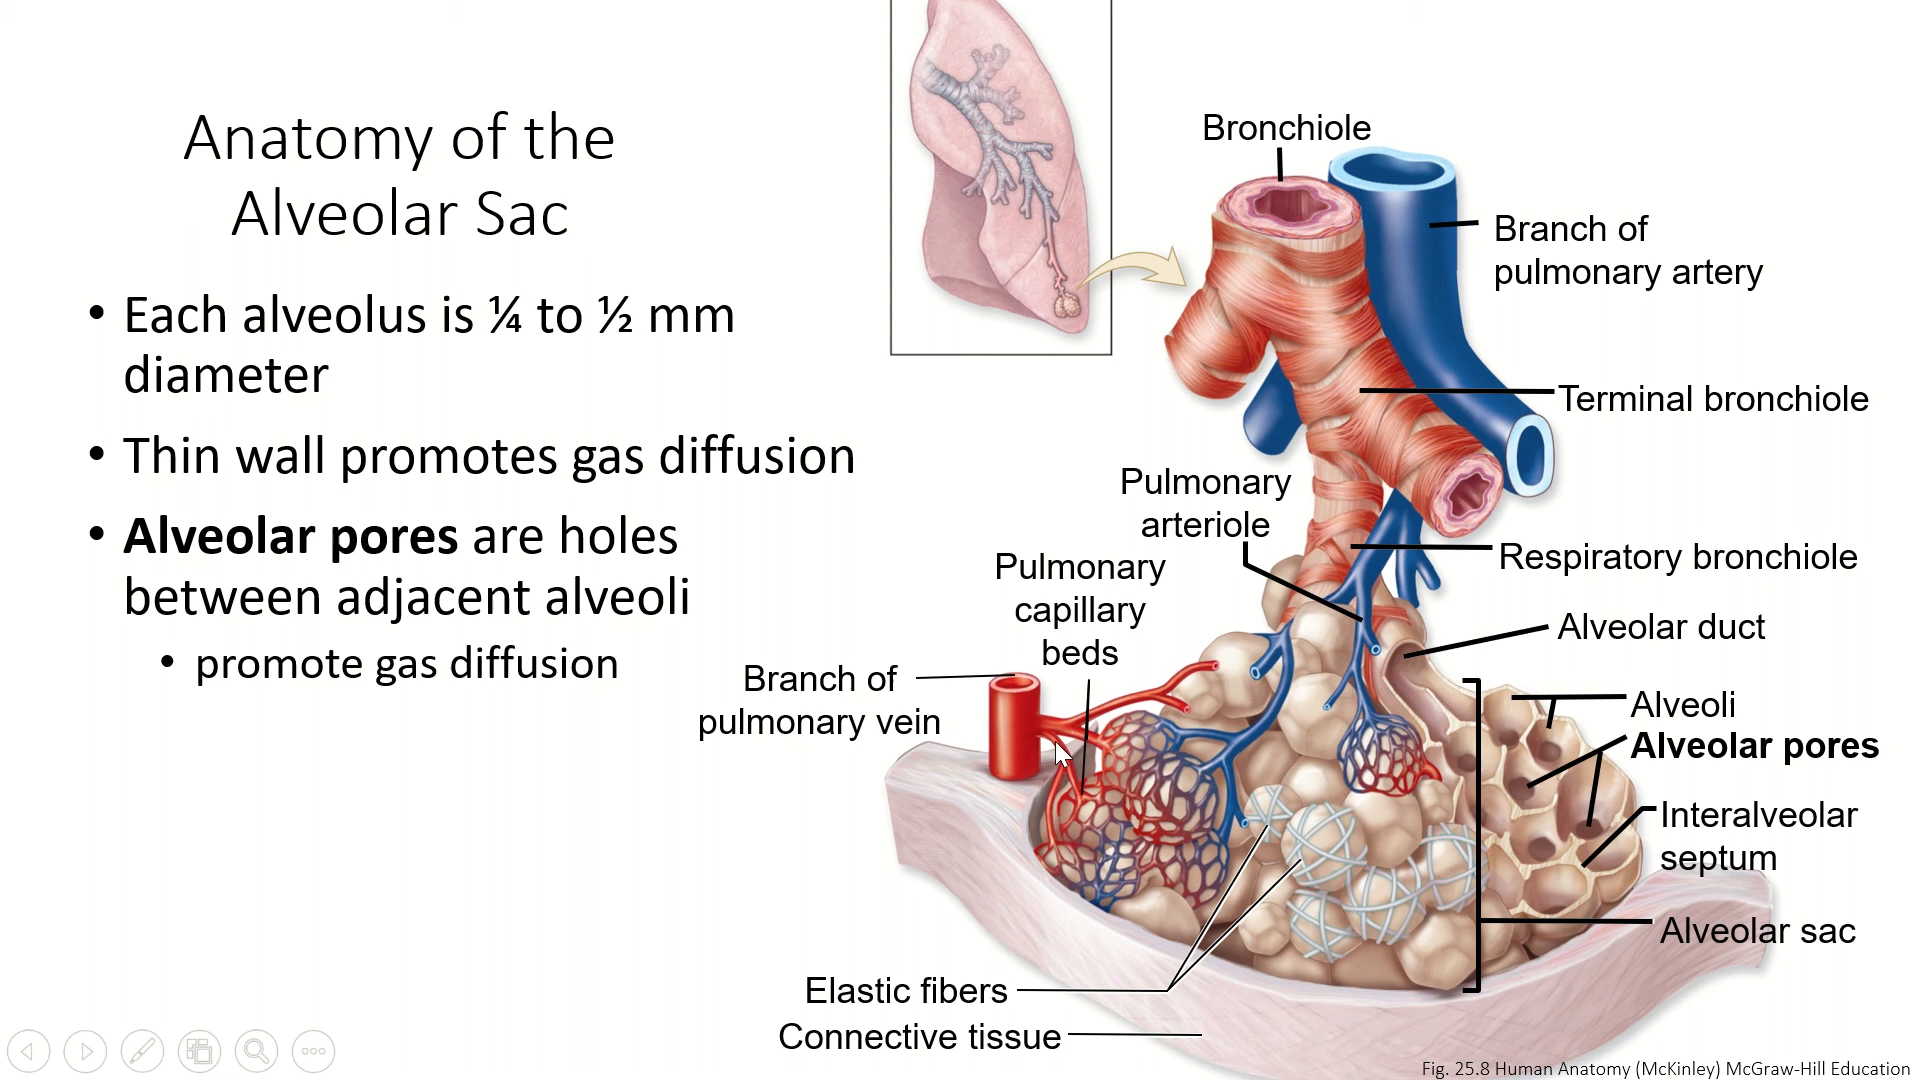 Anatomy of the
Alveolar Sac
• Each alveolus is ¼ to ½ mm
diameter
• Thin wall promotes gas diffusion
• Alveolar pores are holes
between adjacent alveoli
• promote gas diffusion
Bronchiole
Branch of
pulmonary artery
Terminal bronchiole
Pulmonary
arteriole
Respiratory bronchiole
Pulmonary
capillary
beds
Alveolar duct
Branch of
pulmonary vein
Alveoli
Alveolar pores
Interalveolar
septum
Alveolar sac
Elastic fibers
Connective tissue
Fig. 25.8 Human Anatomy (McKinley) McGraw-Hill Education